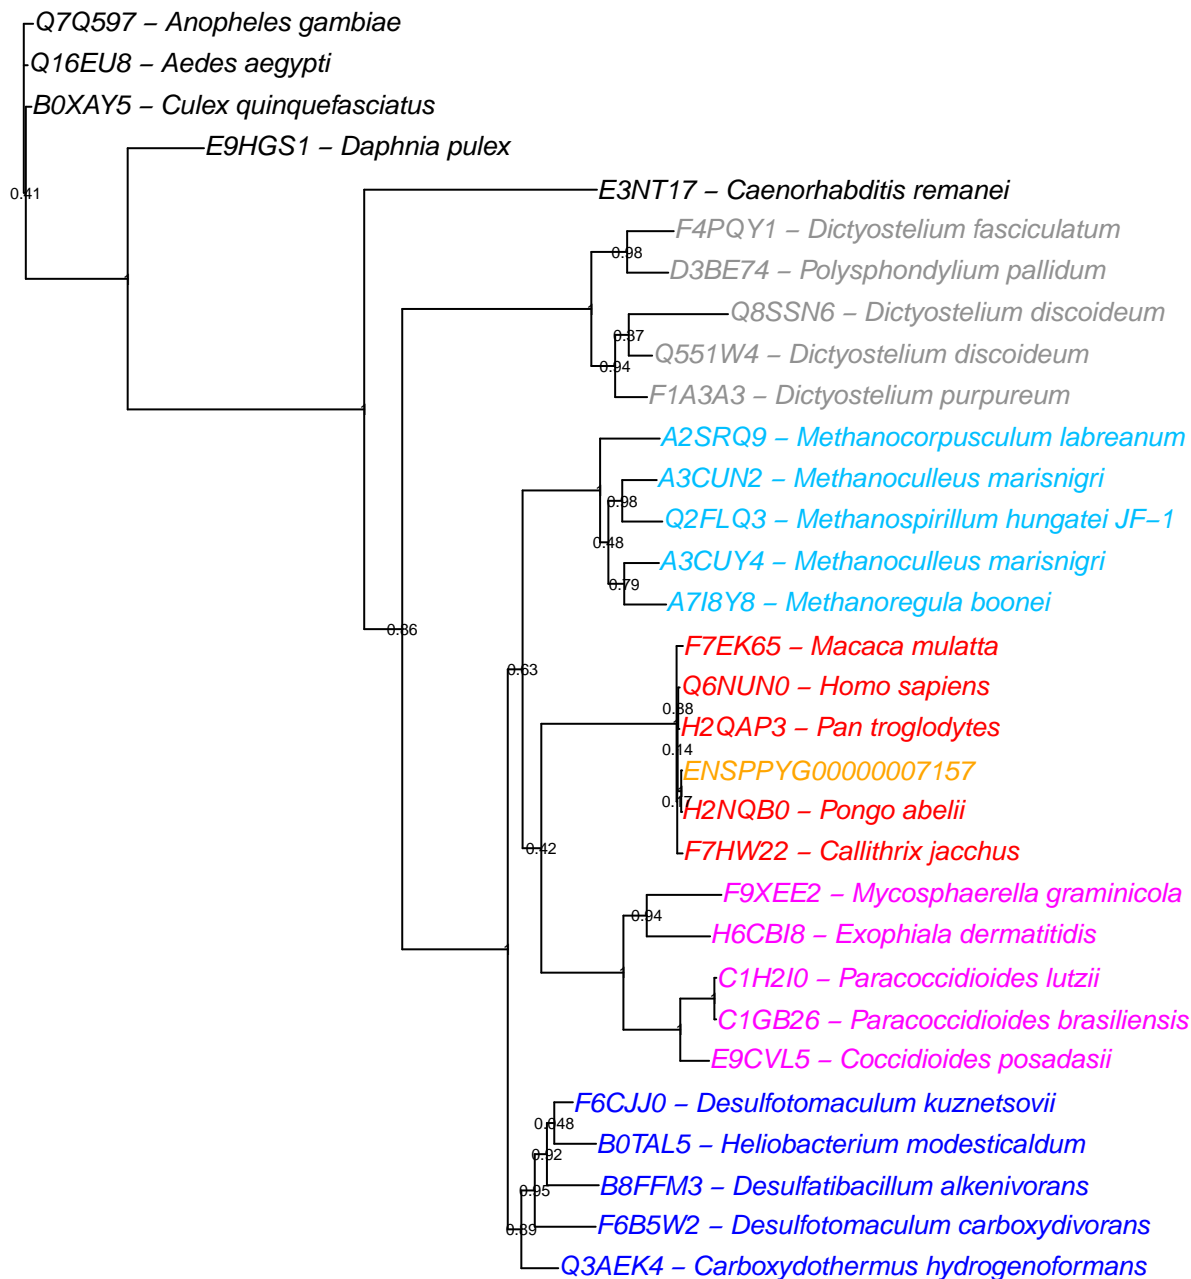 Q7Q597 – Anopheles gambiae
Q16EU8 – Aedes aegypti
B0XAY5 – Culex quinquefasciatus
E9HGS1 – Daphnia pulex
0.41
E3NT17 – Caenorhabditis remanei
F4PQY1 – Dictyostelium fasciculatum
0.98
D3BE74 – Polysphondylium pallidum
Q8SSN6 – Dictyostelium discoideum
0.87
Q551W4 – Dictyostelium discoideum
0.94
F1A3A3 – Dictyostelium purpureum
A2SRQ9 – Methanocorpusculum labreanum
A3CUN2 – Methanoculleus marisnigri
0.98
Q2FLQ3 – Methanospirillum hungatei JF–1
0.48
A3CUY4 – Methanoculleus marisnigri
0.79
A7I8Y8 – Methanoregula boonei
0.86
F7EK65 – Macaca mulatta
0.63
Q6NUN0 – Homo sapiens
0.88
H2QAP3 – Pan troglodytes
0.14
ENSPPYG00000007157
0.17
H2NQB0 – Pongo abelii
0.42
F7HW22 – Callithrix jacchus
F9XEE2 – Mycosphaerella graminicola
0.94
H6CBI8 – Exophiala dermatitidis
C1H2I0 – Paracoccidioides lutzii
C1GB26 – Paracoccidioides brasiliensis
E9CVL5 – Coccidioides posadasii
F6CJJ0 – Desulfotomaculum kuznetsovii
0.048
B0TAL5 – Heliobacterium modesticaldum
0.92
B8FFM3 – Desulfatibacillum alkenivorans
0.95
F6B5W2 – Desulfotomaculum carboxydivorans
0.89
Q3AEK4 – Carboxydothermus hydrogenoformans